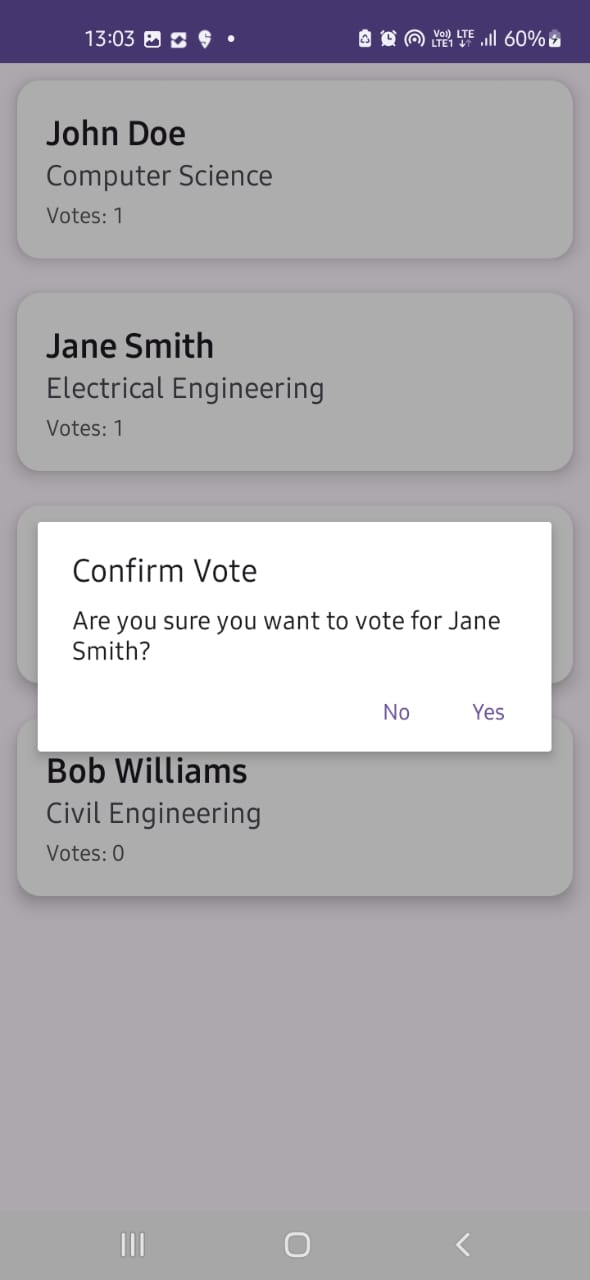 13:03
Vo)) LTE
LTE1
60%
John Doe
Computer Science
Votes: 1
Jane Smith
Electrical Engineering
Votes: 1
Confirm Vote
Are you sure you want to vote for Jane
Smith?
No Yes
Bob Williams
Civil Engineering
Votes: 0